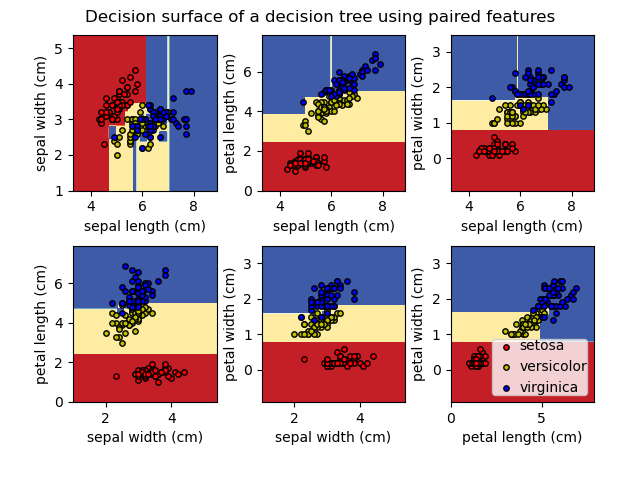 Decision surface of a decision tree using paired features
sepal width (cm)
5
4
3
2
1
4 6 8
sepal length (cm)
petal length (cm)
6
4
2
0
4 6 8
sepal length (cm)
petal width (cm)
3
2
1
0
4 6 8
sepal length (cm)
petal length (cm)
6
4
2
0
2 4
sepal width (cm)
petal width (cm)
3
2
1
0
2 4
sepal width (cm)
petal width (cm)
3
2
1
0
0 5
petal length (cm)
setosa
versicolor
virginica